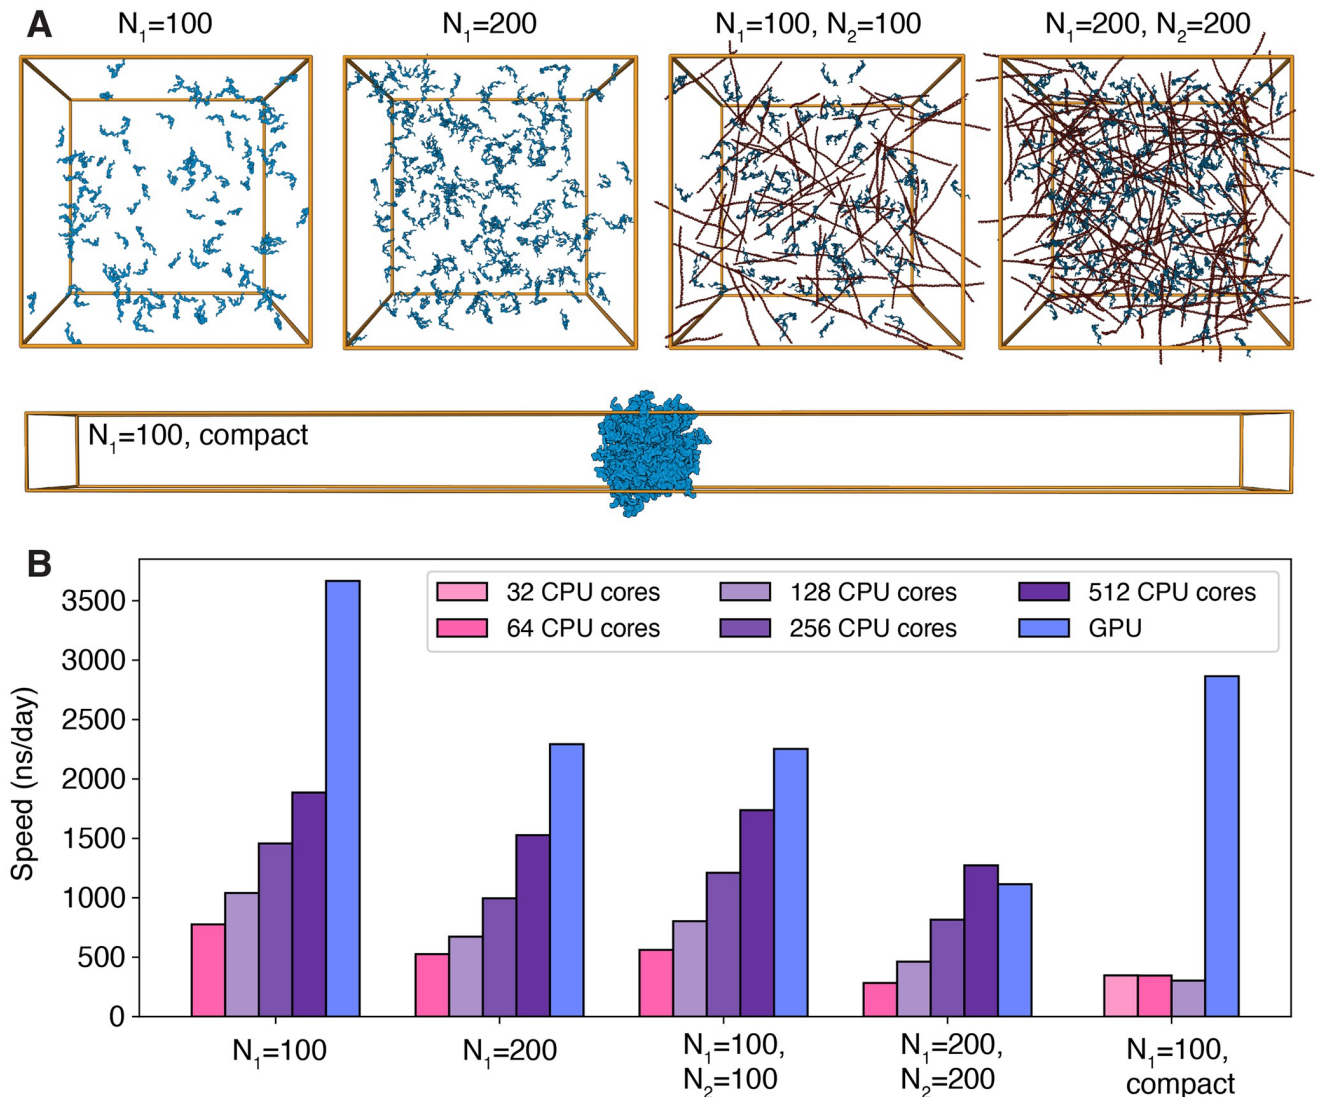 A
N₁=100
N₁=200
N₁=100, N₂=100
N₁=200, N₂=200
N₁=100, compact
B
Speed (ns/day)
3500
3000
2500
2000
1500
1000
500
0
32 CPU cores
64 CPU cores
128 CPU cores
256 CPU cores
512 CPU cores
GPU
N₁=100
N₁=200
N₁=100,
N₂=100
N₁=200,
N₂=200
N₁=100,
compact